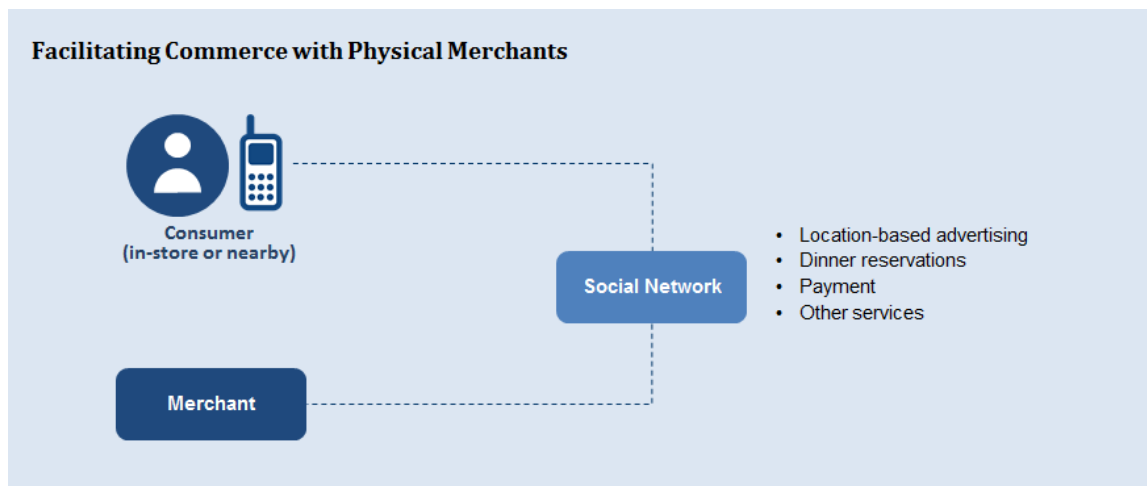 Facilitating Commerce with Physical Merchants
Consumer
(in-store or nearby)
Social Network
• Location-based advertising
• Dinner reservations
• Payment
• Other services
Merchant